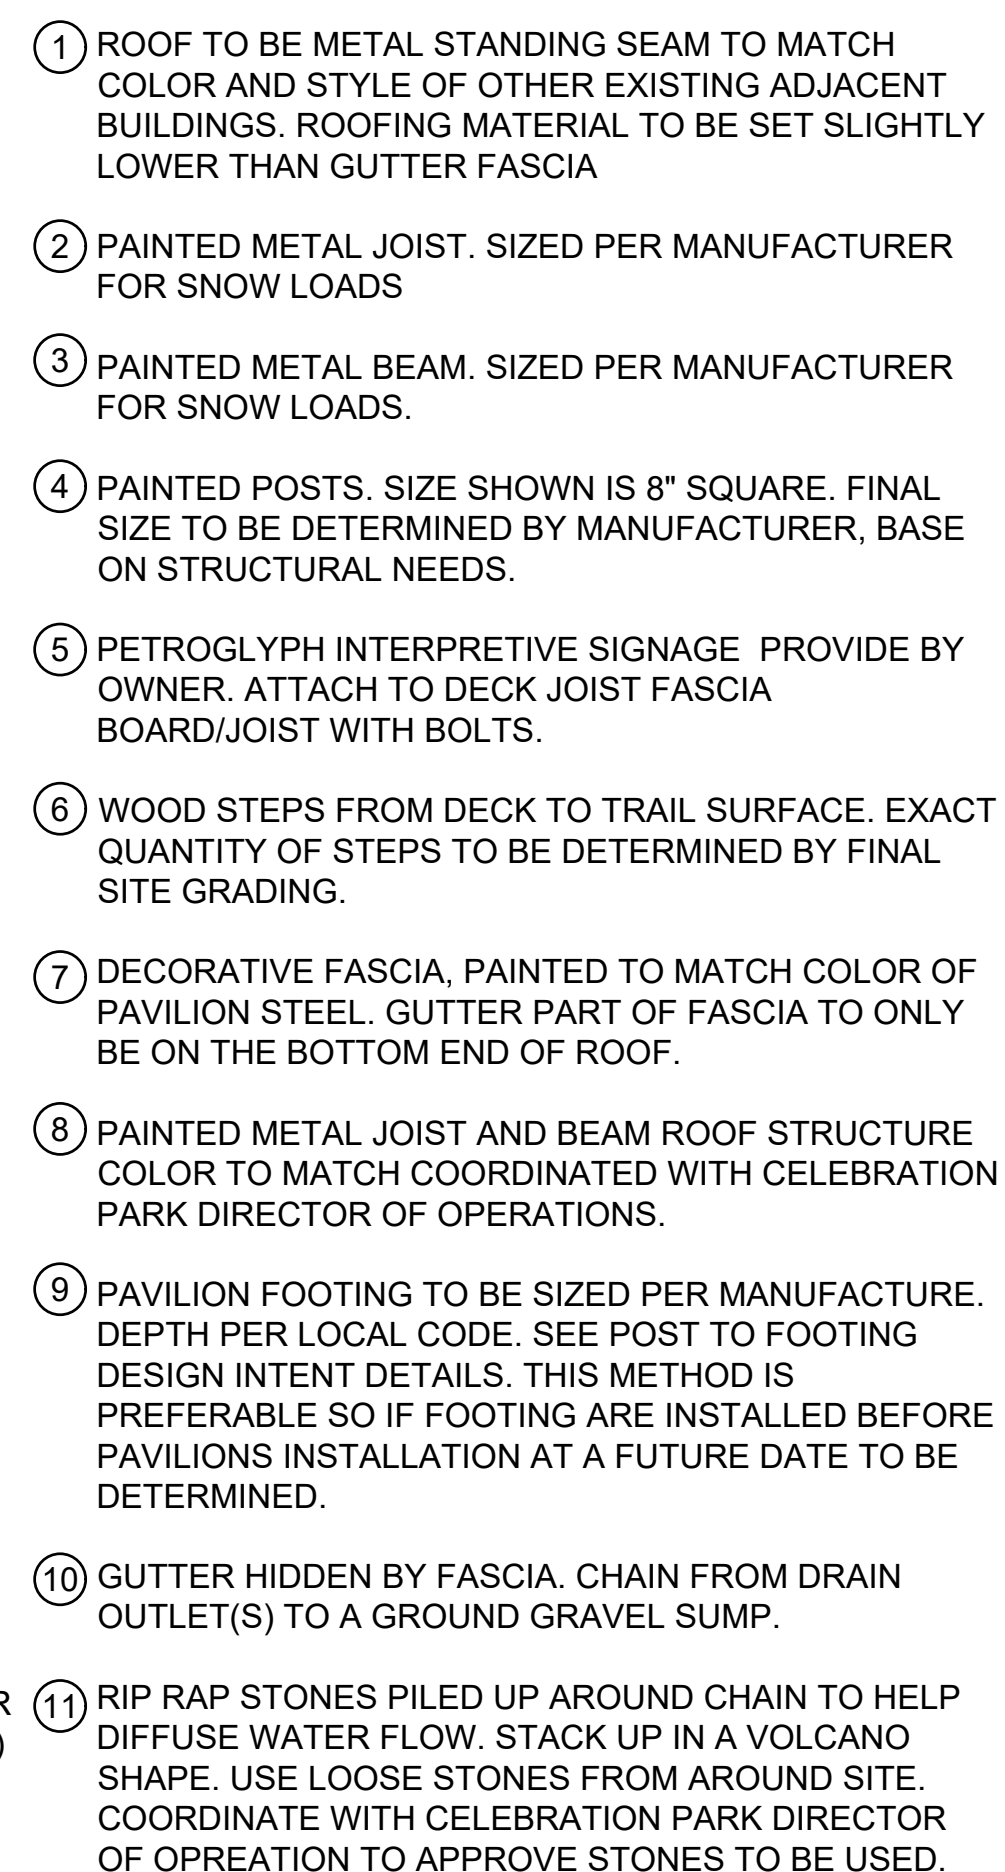 1 ROOF TO BE METAL STANDING SEAM TO MATCH
COLOR AND STYLE OF OTHER EXISTING ADJACENT
BUILDINGS. ROOFING MATERIAL TO BE SET SLIGHTLY
LOWER THAN GUTTER FASCIA
2 PAINTED METAL JOIST. SIZED PER MANUFACTURER
FOR SNOW LOADS
3 PAINTED METAL BEAM. SIZED PER MANUFACTURER
FOR SNOW LOADS.
4 PAINTED POSTS. SIZE SHOWN IS 8" SQUARE. FINAL
SIZE TO BE DETERMINED BY MANUFACTURER, BASE
ON STRUCTURAL NEEDS.
5 PETROGLYPH INTERPRETIVE SIGNAGE  PROVIDE BY
OWNER. ATTACH TO DECK JOIST FASCIA
BOARD/JOIST WITH BOLTS.
6 WOOD STEPS FROM DECK TO TRAIL SURFACE. EXACT
QUANTITY OF STEPS TO BE DETERMINED BY FINAL
SITE GRADING.
7 DECORATIVE FASCIA, PAINTED TO MATCH COLOR OF
PAVILION STEEL. GUTTER PART OF FASCIA TO ONLY
BE ON THE BOTTOM END OF ROOF.
8 PAINTED METAL JOIST AND BEAM ROOF STRUCTURE
COLOR TO MATCH COORDINATED WITH CELEBRATION
PARK DIRECTOR OF OPERATIONS.
9 PAVILION FOOTING TO BE SIZED PER MANUFACTURE.
DEPTH PER LOCAL CODE. SEE POST TO FOOTING
DESIGN INTENT DETAILS. THIS METHOD IS
PREFERABLE SO IF FOOTING ARE INSTALLED BEFORE
PAVILIONS INSTALLATION AT A FUTURE DATE TO BE
DETERMINED.
10 GUTTER HIDDEN BY FASCIA. CHAIN FROM DRAIN
OUTLET(S) TO A GROUND GRAVEL SUMP.
R
)
11 RIP RAP STONES PILED UP AROUND CHAIN TO HELP
DIFFUSE WATER FLOW. STACK UP IN A VOLCANO
SHAPE. USE LOOSE STONES FROM AROUND SITE.
COORDINATE WITH CELEBRATION PARK DIRECTOR
OF OPREATION TO APPROVE STONES TO BE USED.